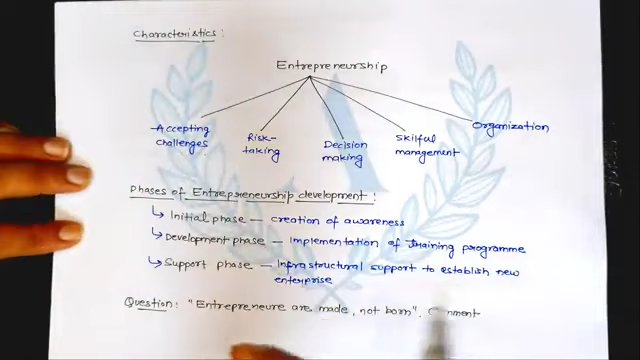 Characteristics:
Entrepreneurship
Accepting challenges
Risk-taking
Decision making
Skilful management
Organization
Phases of Entrepreneurship development:
↳ Initial phase — creation of awareness
↳ Development phase — Implementation of training programme
↳ Support phase — Infrastructural support to establish new
enterprise
Question: "Entrepreneure are made, not born".